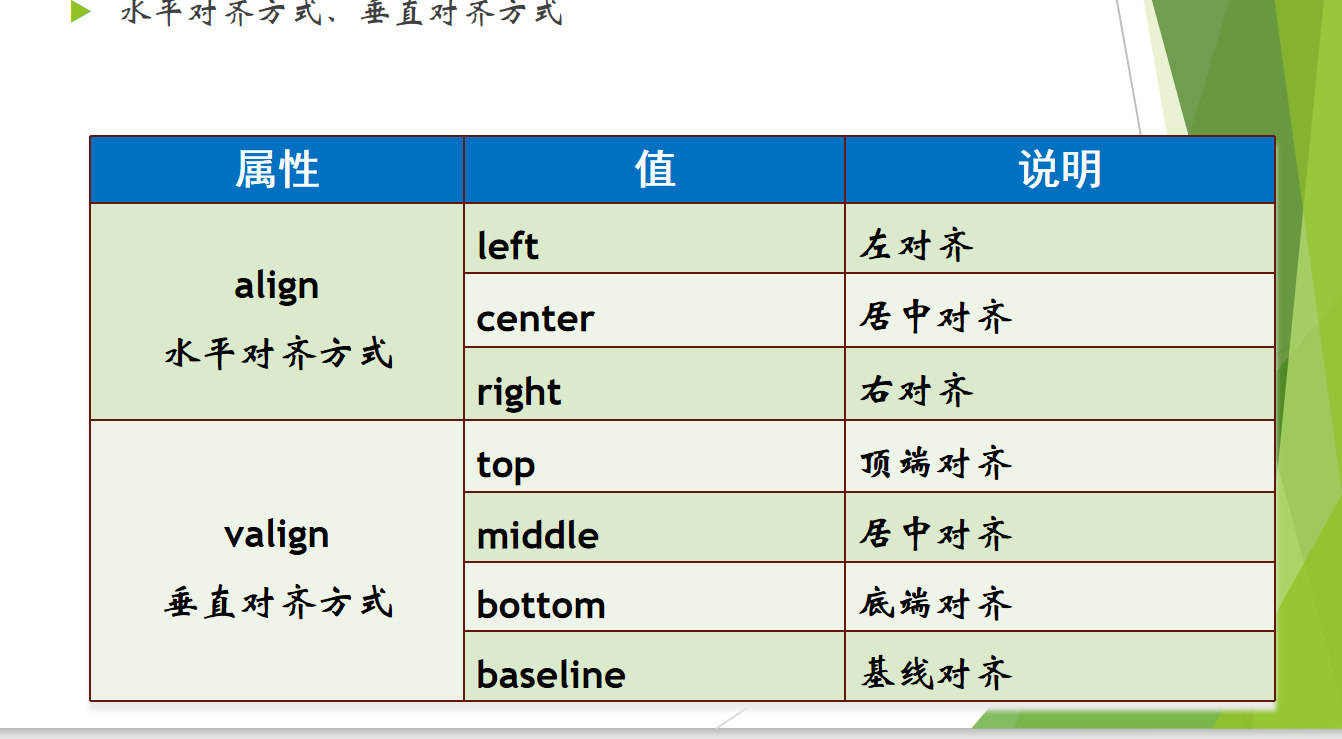 水平对齐方式、垂直对齐方式
属性 值 说明
align
水平对齐方式
left 左对齐
center 居中对齐
right 右对齐
valign
垂直对齐方式
top 顶端对齐
middle 居中对齐
bottom 底端对齐
baseline 基线对齐